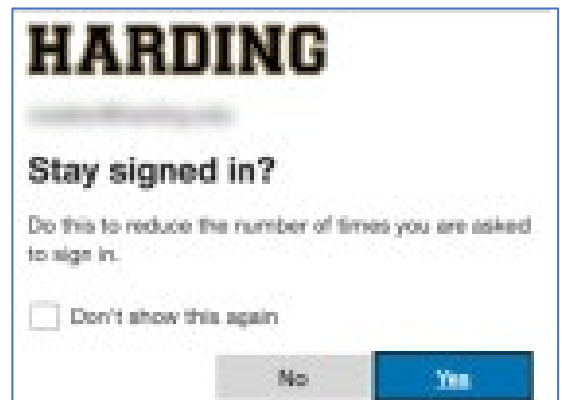 HARDING
Stay signed in?
Do this to reduce the number of times you are asked
to sign in.
Don't show this again
No
Yes